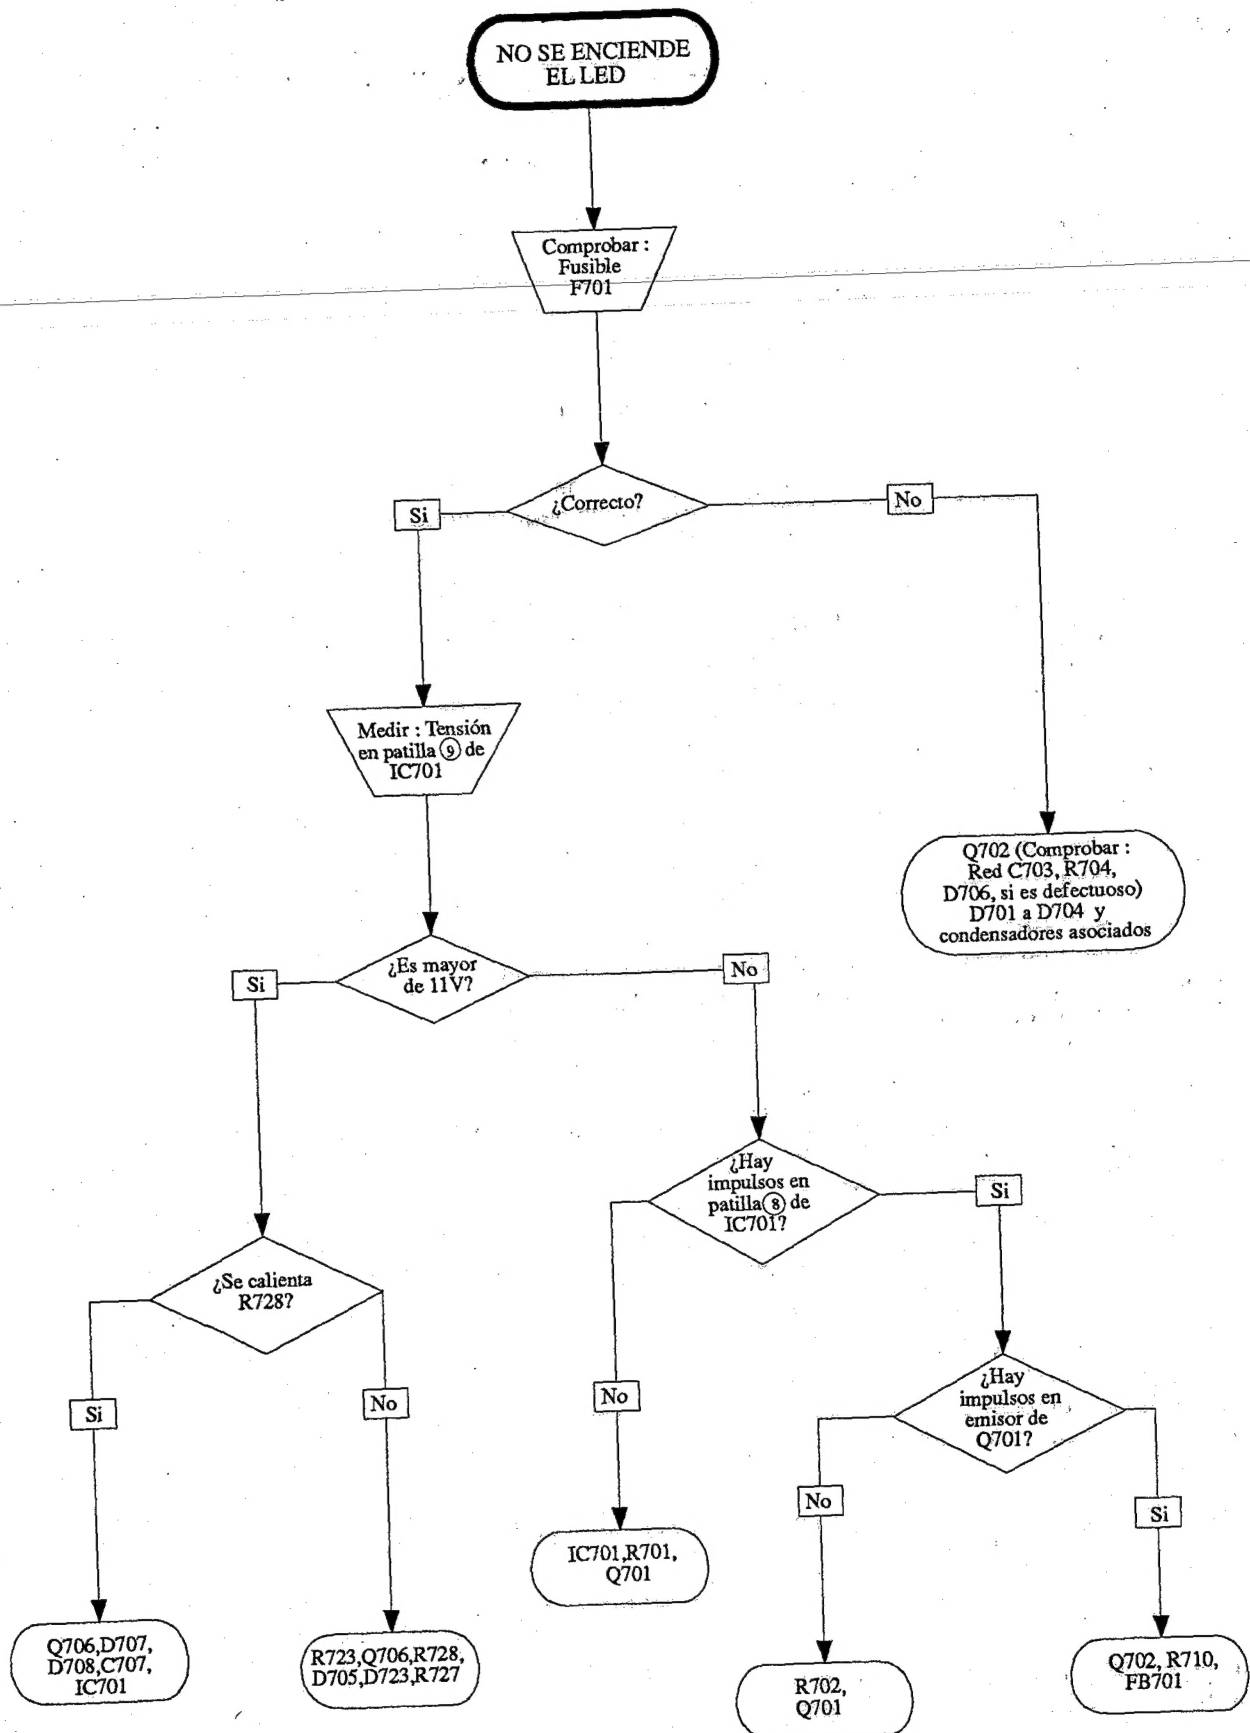 NO SE ENCIENDE
EL LED
Comprobar :
Fusible
F701
¿Correcto?
Si
No
Medir : Tensión
en patilla 9 de
IC701
Q702 (Comprobar :
Red C703, R704,
D706, si es defectuoso)
D701 a D704 y
condensadores asociados
¿Es mayor
de 11V?
Si
No
¿Hay
impulsos en
patilla 8 de
IC701?
Si
¿Se calienta
R728?
No
¿Hay
impulsos en
emisor de
Q701?
Si
No
No
Si
IC701,R701,
Q701
Q706,D707,
D708,C707,
IC701
R723,Q706,R728,
D705,D723,R727
R702,
Q701
Q702, R710,
FB701